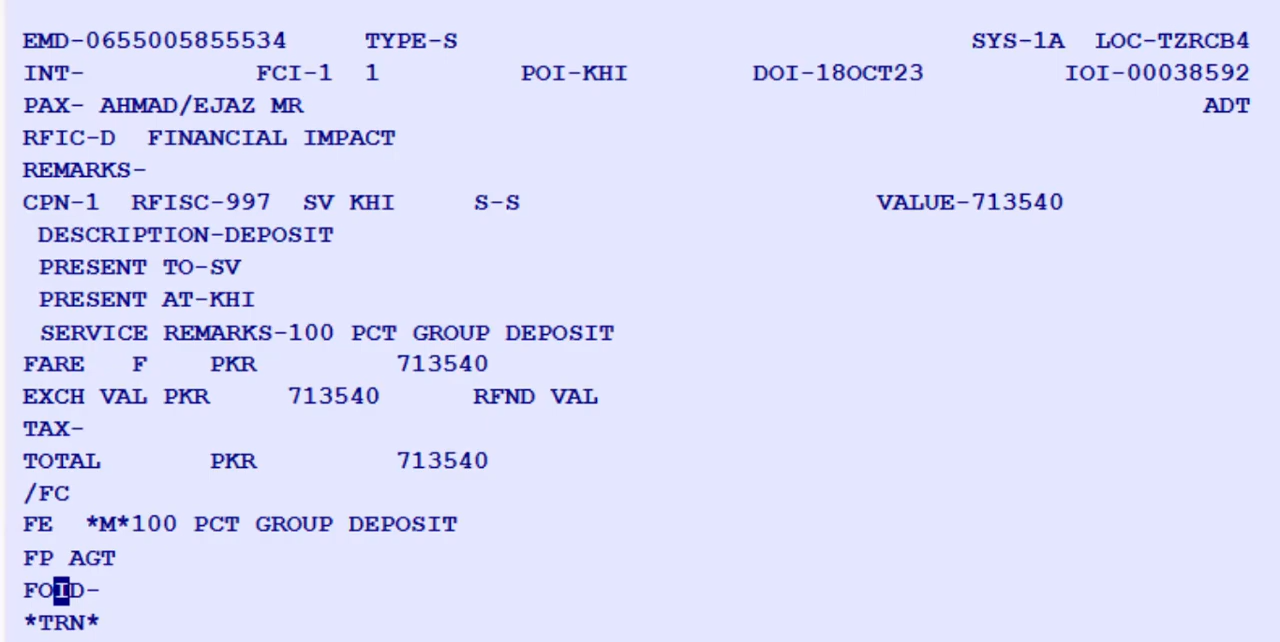 EMD-0655005855534 TYPE-S SYS-1A LOC-TZRCB4
INT- FCI-1 1 POI-KHI DOI-18OCT23 IOI-00038592
PAX- AHMAD/EJAZ MR ADT
RFIC-D FINANCIAL IMPACT
REMARKS-
CPN-1 RFISC-997 SV KHI S-S VALUE-713540
DESCRIPTION-DEPOSIT
PRESENT TO-SV
PRESENT AT-KHI
SERVICE REMARKS-100 PCT GROUP DEPOSIT
FARE F PKR 713540
EXCH VAL PKR 713540 RFND VAL
TAX-
TOTAL PKR 713540
/FC
FE *M*100 PCT GROUP DEPOSIT
FP AGT
FOID-
*TRN*